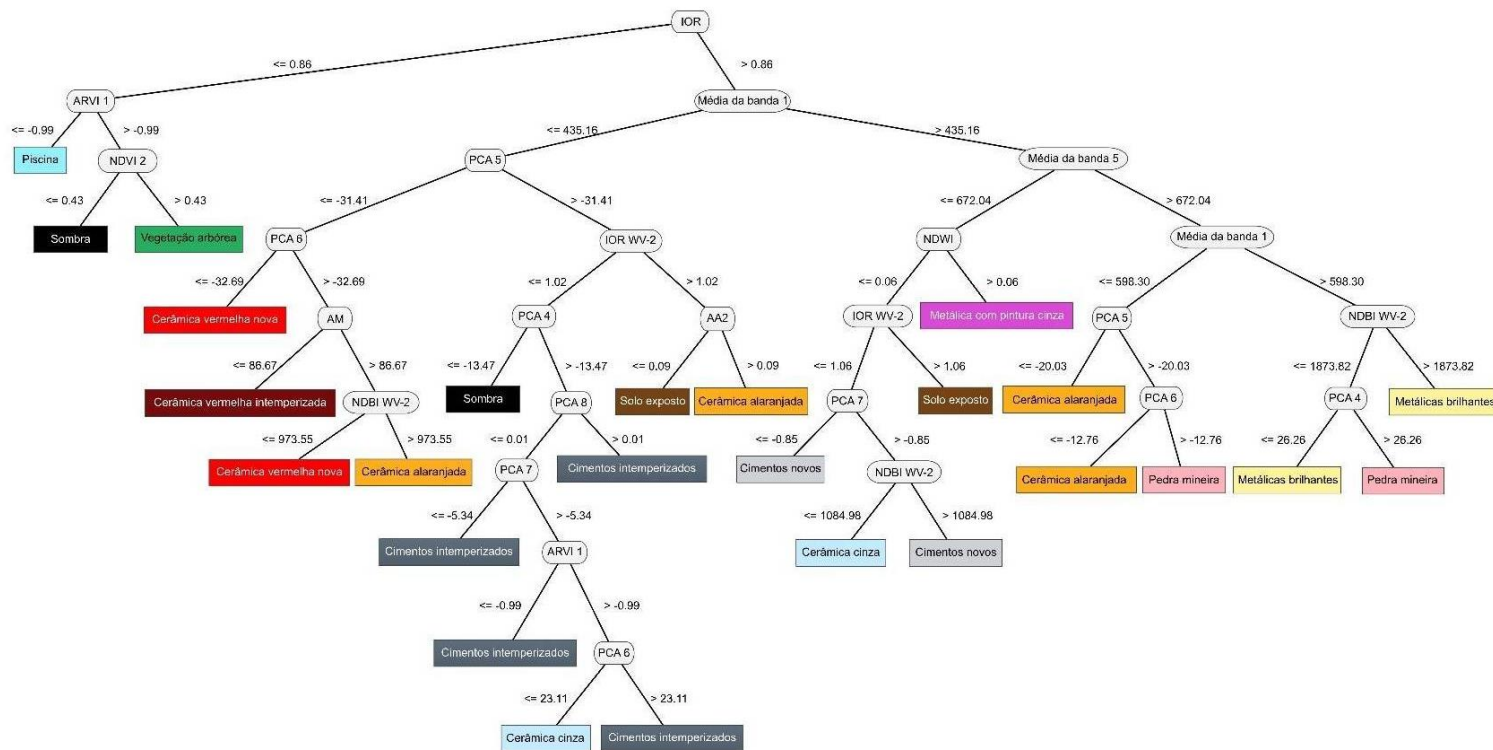 IOR
<= 0.86
> 0.86
ARVI 1
Média da banda 1
<= -0.99
> -0.99
<= 435.16
> 435.16
Piscina
NDVI 2
PCA 5
Média da banda 5
<= 0.43
> 0.43
<= -31.41
> -31.41
<= 672.04
> 672.04
Sombra
Vegetação arbórea
PCA 6
IOR WV-2
NDWI
Média da banda 1
<= -32.69
> -32.69
<= 1.02
> 1.02
<= 0.06
> 0.06
<= 598.30
> 598.30
Cerâmica vermelha nova
AM
PCA 4
AA2
IOR WV-2
Metálica com pintura cinza
PCA 5
NDBI WV-2
<= 86.67
> 86.67
<= -13.47
> -13.47
<= 0.09
> 0.09
<= 1.06
> 1.06
<= -20.03
> -20.03
<= 1873.82
> 1873.82
Cerâmica vermelha intemperizada
NDBI WV-2
Sombra
PCA 8
Solo exposto
Cerâmica alaranjada
PCA 7
Solo exposto
Cerâmica alaranjada
PCA 6
PCA 4
Metálicas brilhantes
<= 973.55
> 973.55
<= 0.01
> 0.01
<= -0.85
> -0.85
<= -12.76
> -12.76
<= 26.26
> 26.26
Cerâmica vermelha nova
Cerâmica alaranjada
PCA 7
Cimentos intemperizados
Cimentos novos
NDBI WV-2
Cerâmica alaranjada
Pedra mineira
Metálicas brilhantes
Pedra mineira
<= -5.34
> -5.34
<= 1084.98
> 1084.98
Cimentos intemperizados
ARVI 1
Cerâmica cinza
Cimentos novos
<= -0.99
> -0.99
Cimentos intemperizados
PCA 6
<= 23.11
> 23.11
Cerâmica cinza
Cimentos intemperizados